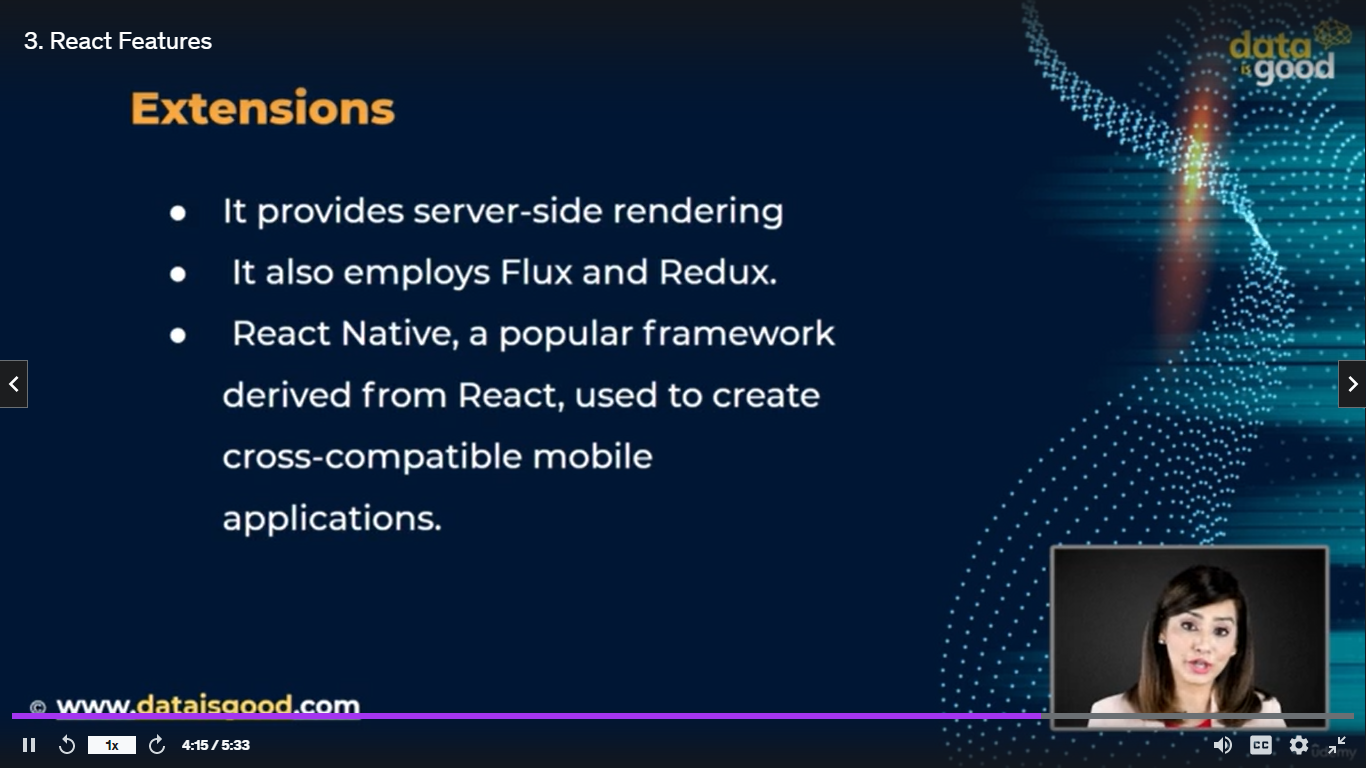 3. React Features
data
is good
Extensions
● It provides server-side rendering
● It also employs Flux and Redux.
● React Native, a popular framework
derived from React, used to create
cross-compatible mobile
applications.
© www.dataisgood.com
1x
4:15 / 5:33
CC
ûdemy